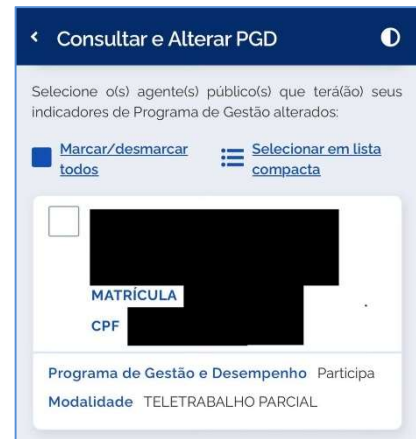 Consultar e Alterar PGD
Selecione o(s) agente(s) público(s) que terá(ão) seus
indicadores de Programa de Gestão alterados:
Marcar/desmarcar
todos
Selecionar em lista
compacta
MATRÍCULA
CPF
Programa de Gestão e Desempenho Participa
Modalidade TELETRABALHO PARCIAL